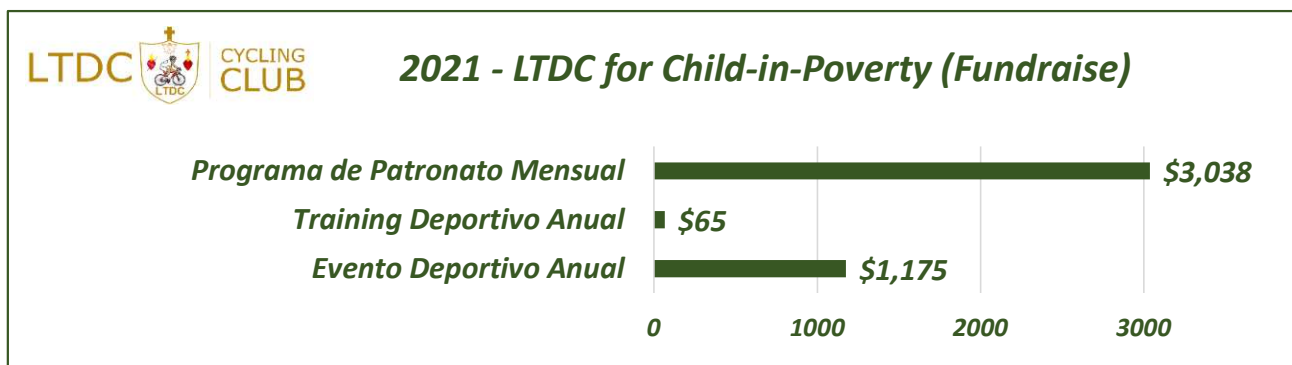 LTDC
LTDC
CYCLING
CLUB
2021 - LTDC for Child-in-Poverty (Fundraise)
Programa de Patronato Mensual
$3,038
Training Deportivo Anual
$65
Evento Deportivo Anual
$1,175
0 1000 2000 3000